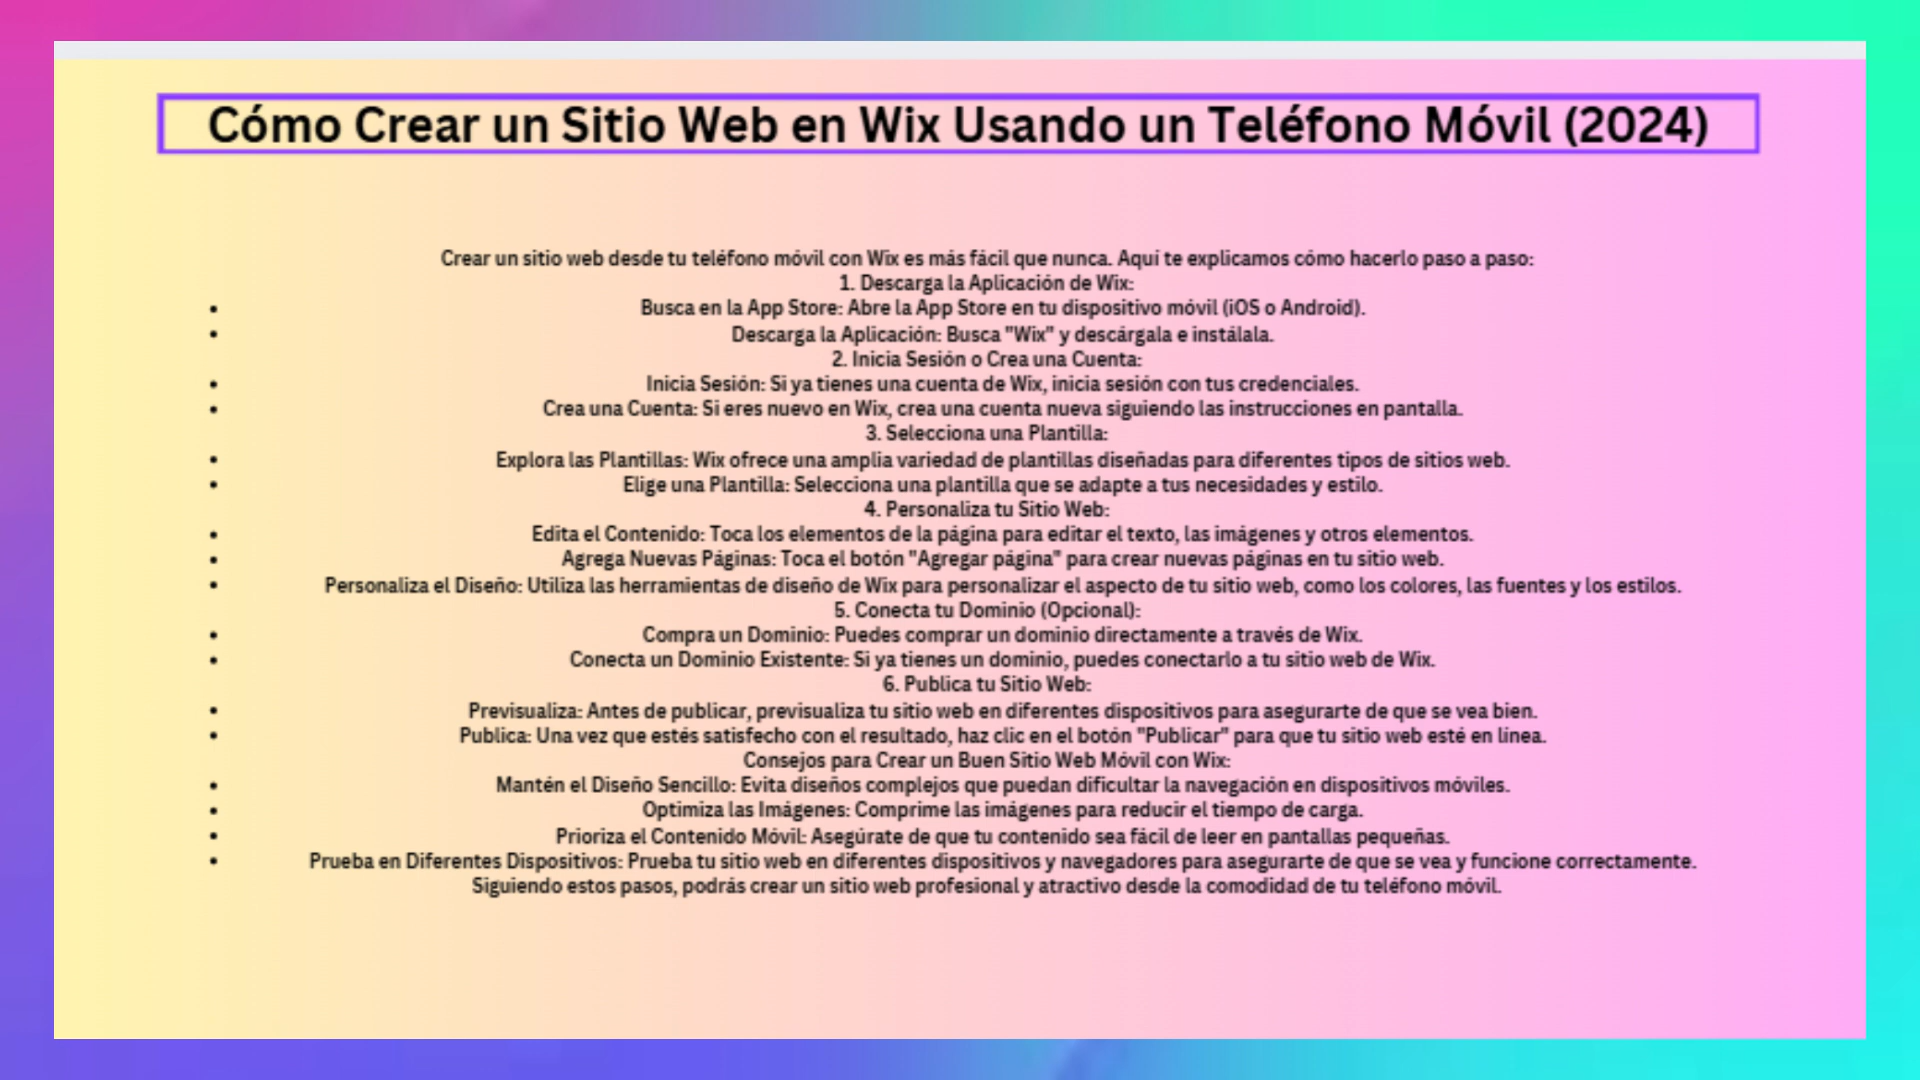 Cómo Crear un Sitio Web en Wix Usando un Teléfono Móvil (2024)
Crear un sitio web desde tu teléfono móvil con Wix es más fácil que nunca. Aquí te explicamos cómo hacerlo paso a paso:
1. Descarga la Aplicación de Wix:
• Busca en la App Store: Abre la App Store en tu dispositivo móvil (iOS o Android).
• Descarga la Aplicación: Busca "Wix" y descárgala e instálala.
2. Inicia Sesión o Crea una Cuenta:
• Inicia Sesión: Si ya tienes una cuenta de Wix, inicia sesión con tus credenciales.
• Crea una Cuenta: Si eres nuevo en Wix, crea una cuenta nueva siguiendo las instrucciones en pantalla.
3. Selecciona una Plantilla:
• Explora las Plantillas: Wix ofrece una amplia variedad de plantillas diseñadas para diferentes tipos de sitios web.
• Elige una Plantilla: Selecciona una plantilla que se adapte a tus necesidades y estilo.
4. Personaliza tu Sitio Web:
• Edita el Contenido: Toca los elementos de la página para editar el texto, las imágenes y otros elementos.
• Agrega Nuevas Páginas: Toca el botón "Agregar página" para crear nuevas páginas en tu sitio web.
• Personaliza el Diseño: Utiliza las herramientas de diseño de Wix para personalizar el aspecto de tu sitio web, como los colores, las fuentes y los estilos.
5. Conecta tu Dominio (Opcional):
• Compra un Dominio: Puedes comprar un dominio directamente a través de Wix.
• Conecta un Dominio Existente: Si ya tienes un dominio, puedes conectarlo a tu sitio web de Wix.
6. Publica tu Sitio Web:
• Previsualiza: Antes de publicar, previsualiza tu sitio web en diferentes dispositivos para asegurarte de que se vea bien.
• Publica: Una vez que estés satisfecho con el resultado, haz clic en el botón "Publicar" para que tu sitio web esté en línea.
Consejos para Crear un Buen Sitio Web Móvil con Wix:
• Mantén el Diseño Sencillo: Evita diseños complejos que puedan dificultar la navegación en dispositivos móviles.
• Optimiza las Imágenes: Comprime las imágenes para reducir el tiempo de carga.
• Prioriza el Contenido Móvil: Asegúrate de que tu contenido sea fácil de leer en pantallas pequeñas.
• Prueba en Diferentes Dispositivos: Prueba tu sitio web en diferentes dispositivos y navegadores para asegurarte de que se vea y funcione correctamente.
Siguiendo estos pasos, podrás crear un sitio web profesional y atractivo desde la comodidad de tu teléfono móvil.